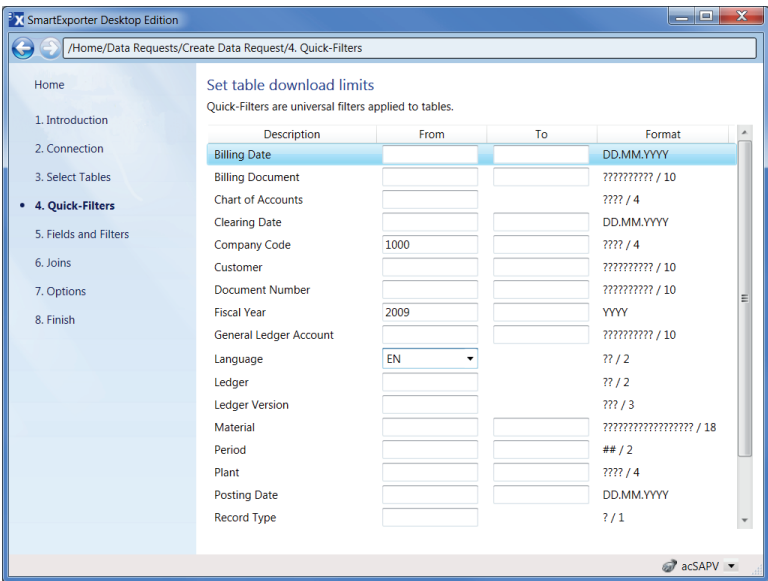 SmartExporter Desktop Edition
/Home/Data Requests/Create Data Request/4. Quick-Filters
Home
1. Introduction
2. Connection
3. Select Tables
• 4. Quick-Filters
5. Fields and Filters
6. Joins
7. Options
8. Finish
Set table download limits
Quick-Filters are universal filters applied to tables.
Description From To Format
Billing Date DD.MM.YYYY
Billing Document ?????????? / 10
Chart of Accounts ???? / 4
Clearing Date DD.MM.YYYY
Company Code 1000 ???? / 4
Customer ?????????? / 10
Document Number ?????????? / 10
Fiscal Year 2009 YYYY
General Ledger Account ?????????? / 10
Language EN ?? / 2
Ledger ?? / 2
Ledger Version ??? / 3
Material ?????????????????? / 18
Period ## / 2
Plant ???? / 4
Posting Date DD.MM.YYYY
Record Type ? / 1
acSAPV